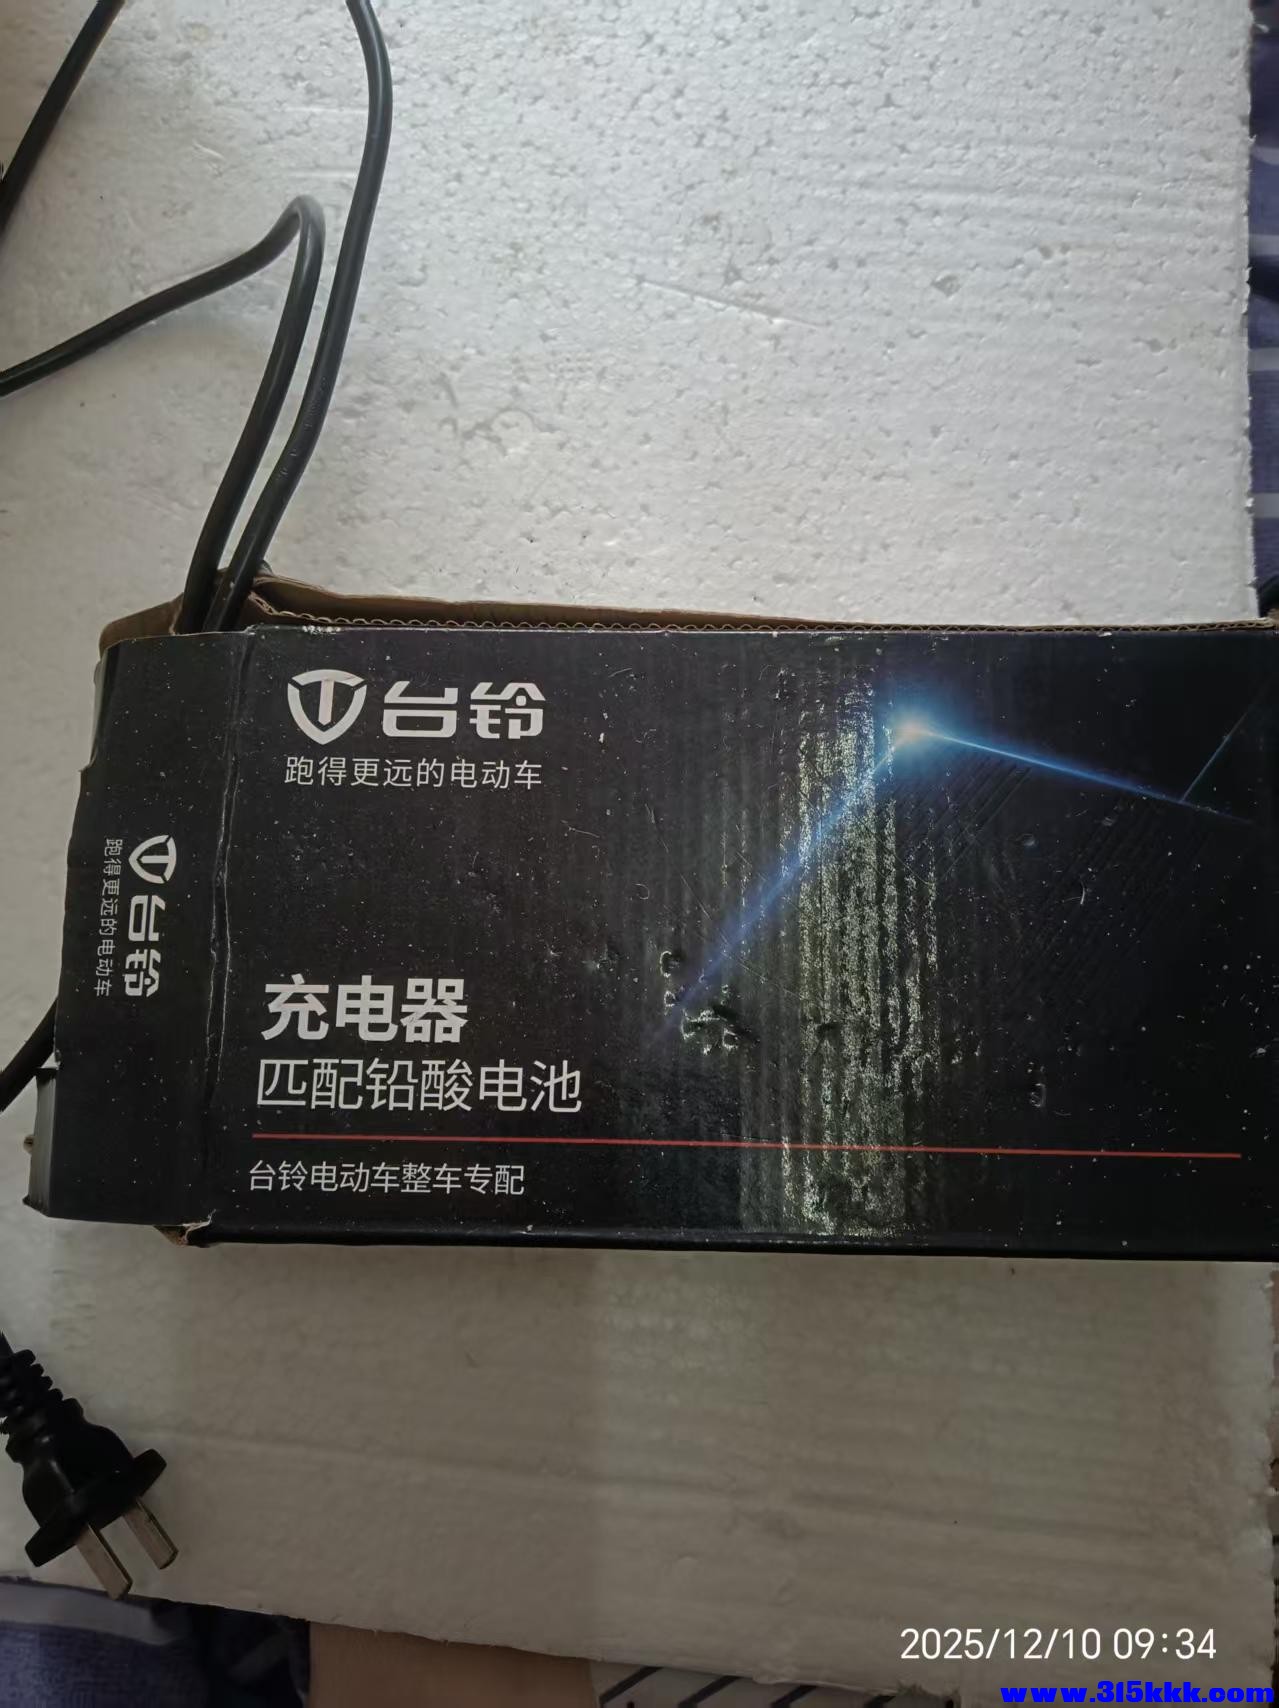 台铃
跑得更远的电动车
台铃
跑得更远的电动车
充电器
匹配铅酸电池
台铃电动车整车专配
2025/12/10 09:34
www.315kkk.com